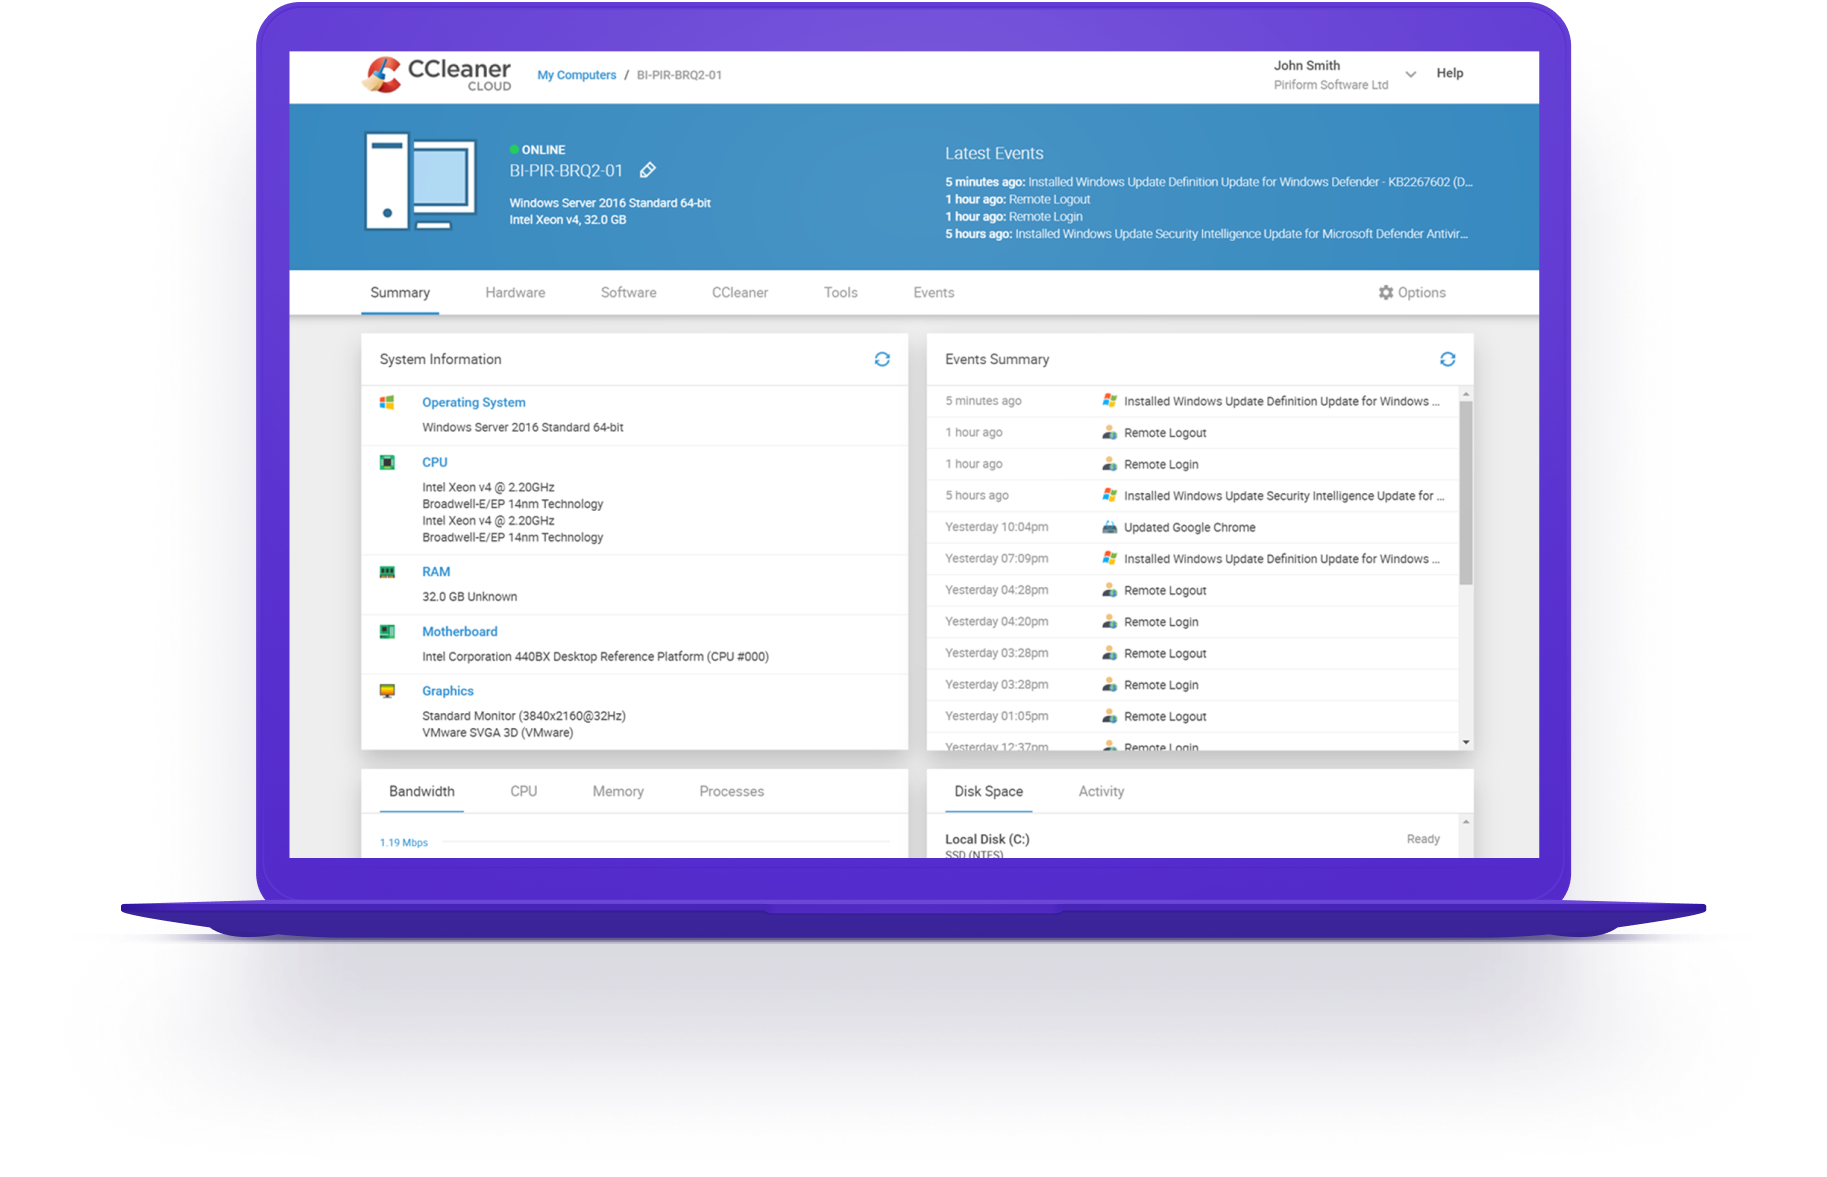 CCleaner
CLOUD
My Computers / BI-PIR-BRQ2-01
John Smith
Piriform Software Ltd
Help
ONLINE
BI-PIR-BRQ2-01
Windows Server 2016 Standard 64-bit
Intel Xeon v4, 32.0 GB
Latest Events
5 minutes ago: Installed Windows Update Definition Update for Windows Defender - KB2267602 (D...
1 hour ago: Remote Logout
1 hour ago: Remote Login
5 hours ago: Installed Windows Update Security Intelligence Update for Microsoft Defender Antivir...
Summary Hardware Software CCleaner Tools Events Options
System Information
Operating System
Windows Server 2016 Standard 64-bit
CPU
Intel Xeon v4 @ 2.20GHz
Broadwell-E/EP 14nm Technology
Intel Xeon v4 @ 2.20GHz
Broadwell-E/EP 14nm Technology
RAM
32.0 GB Unknown
Motherboard
Intel Corporation 440BX Desktop Reference Platform (CPU #000)
Graphics
Standard Monitor (3840x2160@32Hz)
VMware SVGA 3D (VMware)
Events Summary
5 minutes ago Installed Windows Update Definition Update for Windows ...
1 hour ago Remote Logout
1 hour ago Remote Login
5 hours ago Installed Windows Update Security Intelligence Update for ...
Yesterday 10:04pm Updated Google Chrome
Yesterday 07:09pm Installed Windows Update Definition Update for Windows ...
Yesterday 04:28pm Remote Logout
Yesterday 04:20pm Remote Login
Yesterday 03:28pm Remote Logout
Yesterday 03:28pm Remote Login
Yesterday 01:05pm Remote Logout
Yesterday 12:37pm Remote Login
Bandwidth CPU Memory Processes
1.19 Mbps
Disk Space Activity
Local Disk (C:) Ready
SSD (NTFS)